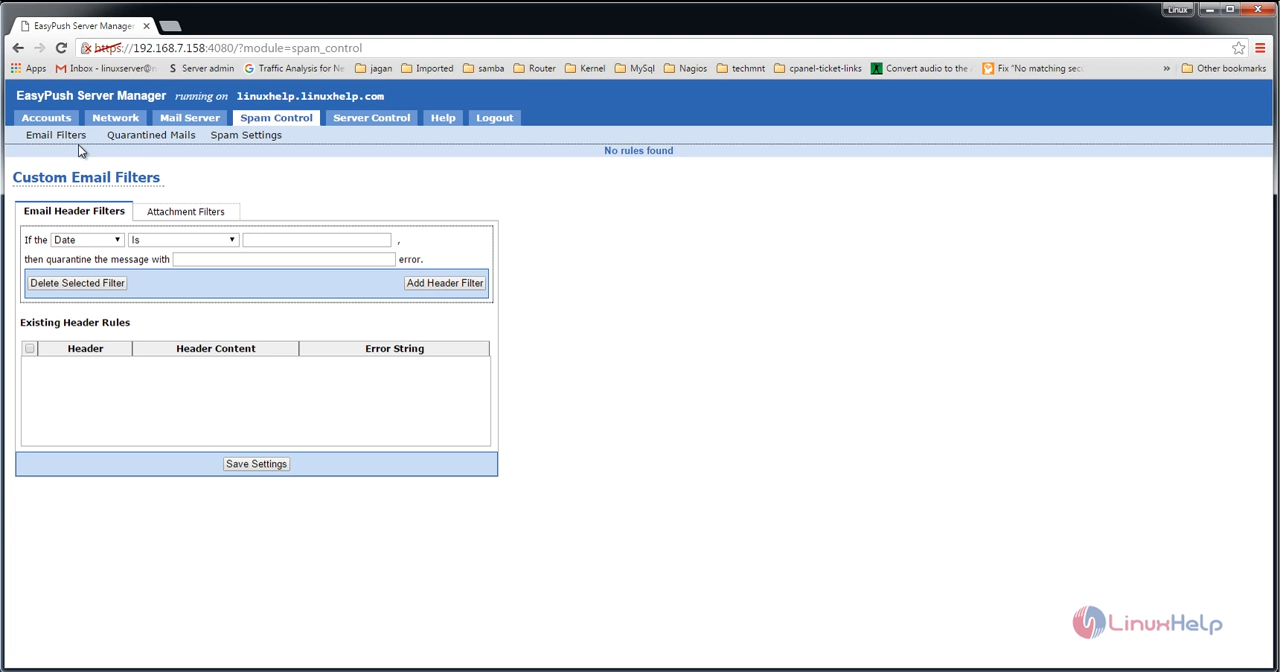 Linux
EasyPush Server Manager
https://192.168.7.158:4080/?module=spam_control
Apps Inbox - linuxserver@ Server admin Traffic Analysis for Ne jagan Imported samba Router Kernel MySql Nagios techmnt cpanel-ticket-links Convert audio to the Fix "No matching sec » Other bookmarks
EasyPush Server Manager running on linuxhelp.linuxhelp.com
Accounts Network Mail Server Spam Control Server Control Help Logout
Email Filters Quarantined Mails Spam Settings
No rules found
Custom Email Filters
Email Header Filters Attachment Filters
If the Date Is ,
then quarantine the message with error.
Delete Selected Filter Add Header Filter
Existing Header Rules
Header Header Content Error String
Save Settings
LinuxHelp